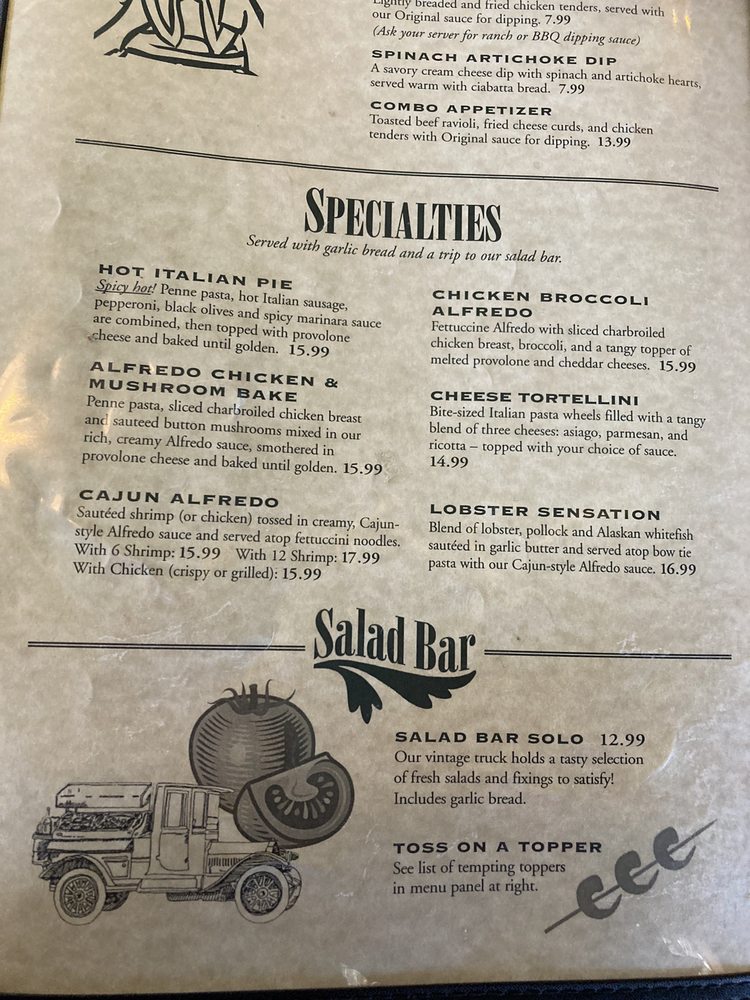 Lightly breaded and fried chicken tenders, served with
our Original sauce for dipping. 7.99
(Ask your server for ranch or BBQ dipping sauce)
SPINACH ARTICHOKE DIP
A savory cream cheese dip with spinach and artichoke hearts,
served warm with ciabatta bread. 7.99
COMBO APPETIZER
Toasted beef ravioli, fried cheese curds, and chicken
tenders with Original sauce for dipping. 13.99
SPECIALTIES
Served with garlic bread and a trip to our salad bar.
HOT ITALIAN PIE
Spicy hot! Penne pasta, hot Italian sausage,
pepperoni, black olives and spicy marinara sauce
are combined, then topped with provolone
cheese and baked until golden. 15.99
ALFREDO CHICKEN &
MUSHROOM BAKE
Penne pasta, sliced charbroiled chicken breast
and sauteed button mushrooms mixed in our
rich, creamy Alfredo sauce, smothered in
provolone cheese and baked until golden. 15.99
CAJUN ALFREDO
Sautéed shrimp (or chicken) tossed in creamy, Cajun-
style Alfredo sauce and served atop fettuccini noodles.
With 6 Shrimp: 15.99 With 12 Shrimp: 17.99
With Chicken (crispy or grilled): 15.99
CHICKEN BROCCOLI
ALFREDO
Fettuccine Alfredo with sliced charbroiled
chicken breast, broccoli, and a tangy topper of
melted provolone and cheddar cheeses. 15.99
CHEESE TORTELLINI
Bite-sized Italian pasta wheels filled with a tangy
blend of three cheeses: asiago, parmesan, and
ricotta – topped with your choice of sauce.
14.99
LOBSTER SENSATION
Blend of lobster, pollock and Alaskan whitefish
sautéed in garlic butter and served atop bow tie
pasta with our Cajun-style Alfredo sauce. 16.99
Salad Bar
SALAD BAR SOLO 12.99
Our vintage truck holds a tasty selection
of fresh salads and fixings to satisfy!
Includes garlic bread.
TOSS ON A TOPPER
See list of tempting toppers
in menu panel at right.